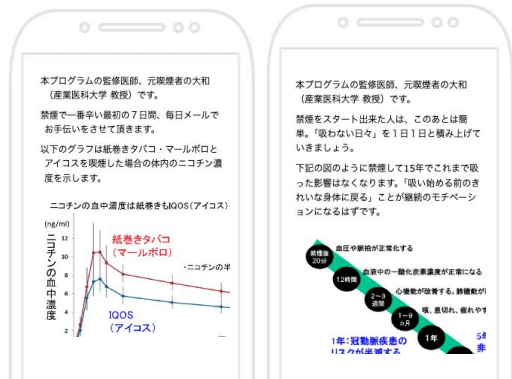 本プログラムの監修医師、元喫煙者の大和
（産業医科大学 教授）です。
禁煙で一番辛い最初の７日間、毎日メールで
お手伝いをさせて頂きます。
以下のグラフは紙巻きタバコ・マールボロと
アイコスを喫煙した場合の体内のニコチン濃
度を示します。
ニコチンの血中濃度は紙巻きもIQOS(アイコス)
(ng/ml)
ニコチンの血中濃度
12
10
8
6
4
2
紙巻きタバコ
（マールボロ）
・ニコチンの半
IQOS
（アイコス）
本プログラムの監修医師、元喫煙者の大和
（産業医科大学 教授）です。
禁煙をスタート出来た人は、このあとは簡
単。「吸わない日々」を１日１日と積み上げて
いきましょう。
下記の図のように禁煙して15年でこれまで吸
った影響はなくなります。「吸い始める前のき
れいな身体に戻る」ことが継続のモチベーシ
ョンになるはずです。
禁煙後
20分
血圧や脈拍が正常化する
12時間
血液中の一酸化炭素濃度が正常になる
2～3
週間
心機能が改善する。肺機能が
1～9
カ月
咳、息切れ、疲れやす
1年
1年：冠動脈疾患の
リスクが半減する
5年
非